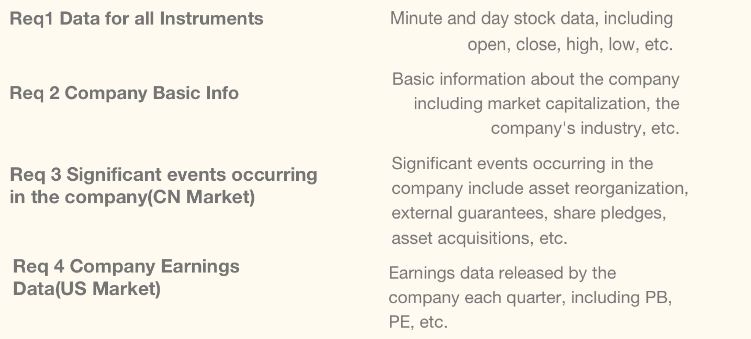 Req1 Data for all Instruments
Minute and day stock data, including
open, close, high, low, etc.
Req 2 Company Basic Info
Basic information about the company
including market capitalization, the
company's industry, etc.
Req 3 Significant events occurring
in the company(CN Market)
Significant events occurring in the
company include asset reorganization,
external guarantees, share pledges,
asset acquisitions, etc.
Req 4 Company Earnings
Data(US Market)
Earnings data released by the
company each quarter, including PB,
PE, etc.